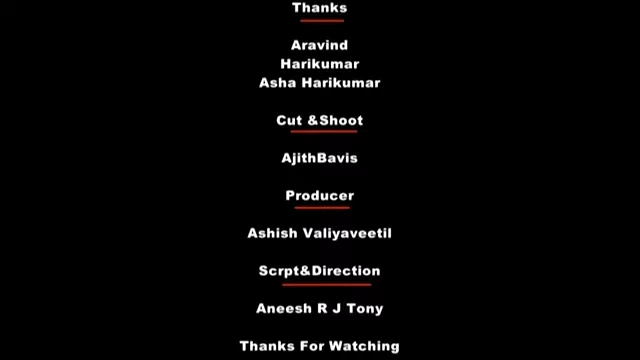 Thanks
Aravind
Harikumar
Asha Harikumar
Cut &Shoot
AjithBavis
Producer
Ashish Valiyaveetil
Scrpt&Direction
Aneesh R J Tony
Thanks For Watching